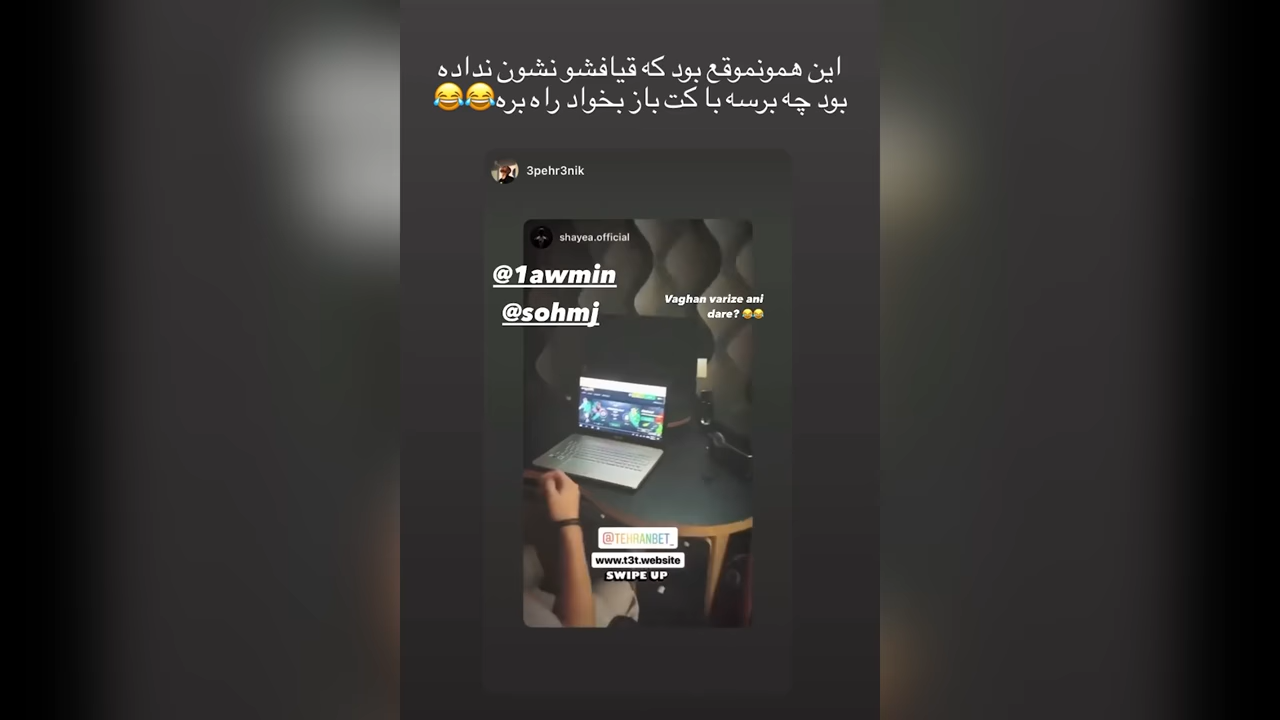 این همونموقع بود که قیافشو نشون نداده
بود چه برسه با کت باز بخواد راه بره😂😂
3pehr3nik
shayea.official
@1awmin
@sohmj
Vaghan varize ani
dare? 😂😂
@TEHRANBET_
www.t3t.website
SWIPE UP